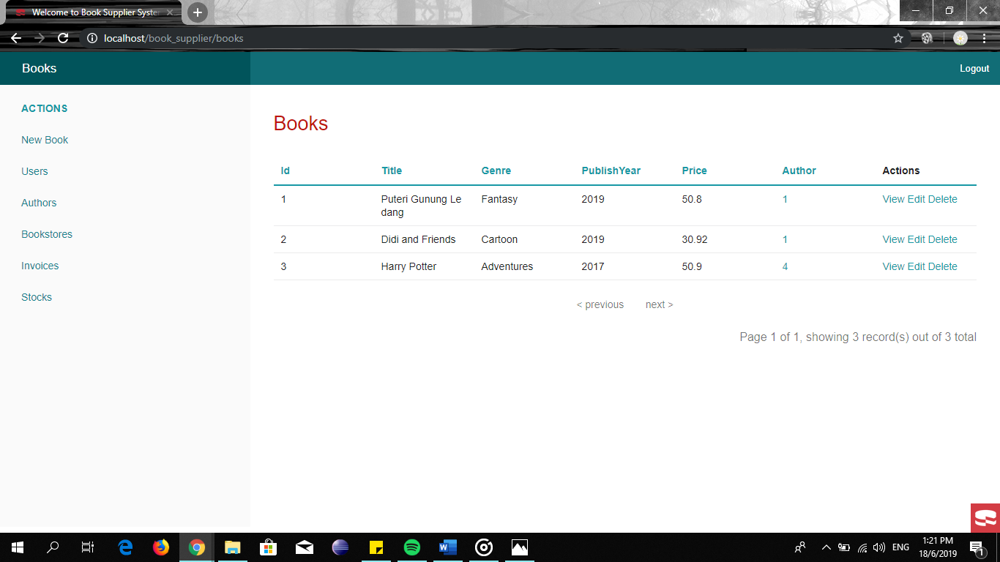 Welcome to Book Supplier Syste
localhost/book_supplier/books
Books
Logout
ACTIONS
New Book
Users
Authors
Bookstores
Invoices
Stocks
Books
Id Title Genre PublishYear Price Author Actions
1 Puteri Gunung Le Fantasy 2019 50.8 1 View Edit Delete
dang
2 Didi and Friends Cartoon 2019 30.92 1 View Edit Delete
3 Harry Potter Adventures 2017 50.9 4 View Edit Delete
< previous next >
Page 1 of 1, showing 3 record(s) out of 3 total
ENG
1:21 PM
18/6/2019
1